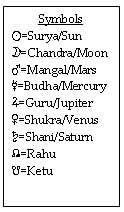 Symbols
☉=Surya/Sun
☽=Chandra/Moon
♂=Mangal/Mars
☿=Budha/Mercury
♃=Guru/Jupiter
♀=Shukra/Venus
♄=Shani/Saturn
☊=Rahu
☋=Ketu